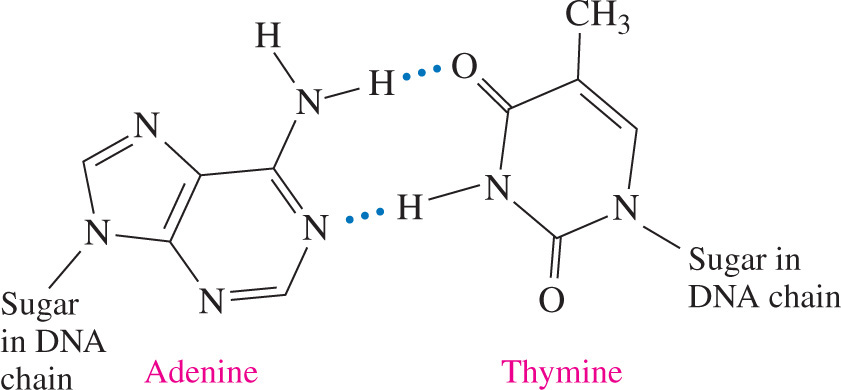 CH₃
H
H
O
N
N
H
N
N
N
N
N
O
Sugar in
DNA chain
Sugar
in DNA
chain
Adenine
Thymine